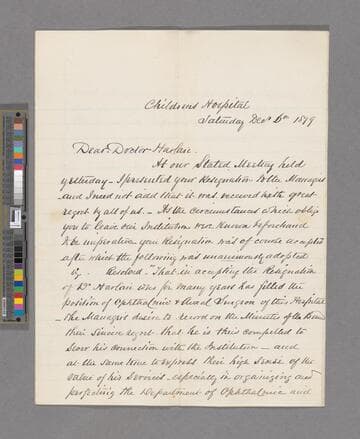 Childrens Hospital
Saturday Decr 6th 1879
Dear Doctor Harlan.
At our Stated Meeting held
yesterday – I presented your Resignation to the Managers
and I need not add that it was received with great
regret by all of us. – As the circumstances which oblige
you to leave our Institution were known beforehand
to be imperative your Resignation was of course accepted
after which the following was unanimously adopted
by. Resolved. That in accepting the Resignation
of Dr Harlan who for many years has filled the
position of Ophthalmic & Aural Surgeon of this Hospital
the Managers desire to record on the Minutes of the Board
their sincere regret that he is thus compelled to
sever his connection with the Institution – and
at the same time to express their high sense of the
value of his Services. especially in organizing and
perfecting the Department of Ophthalmic and